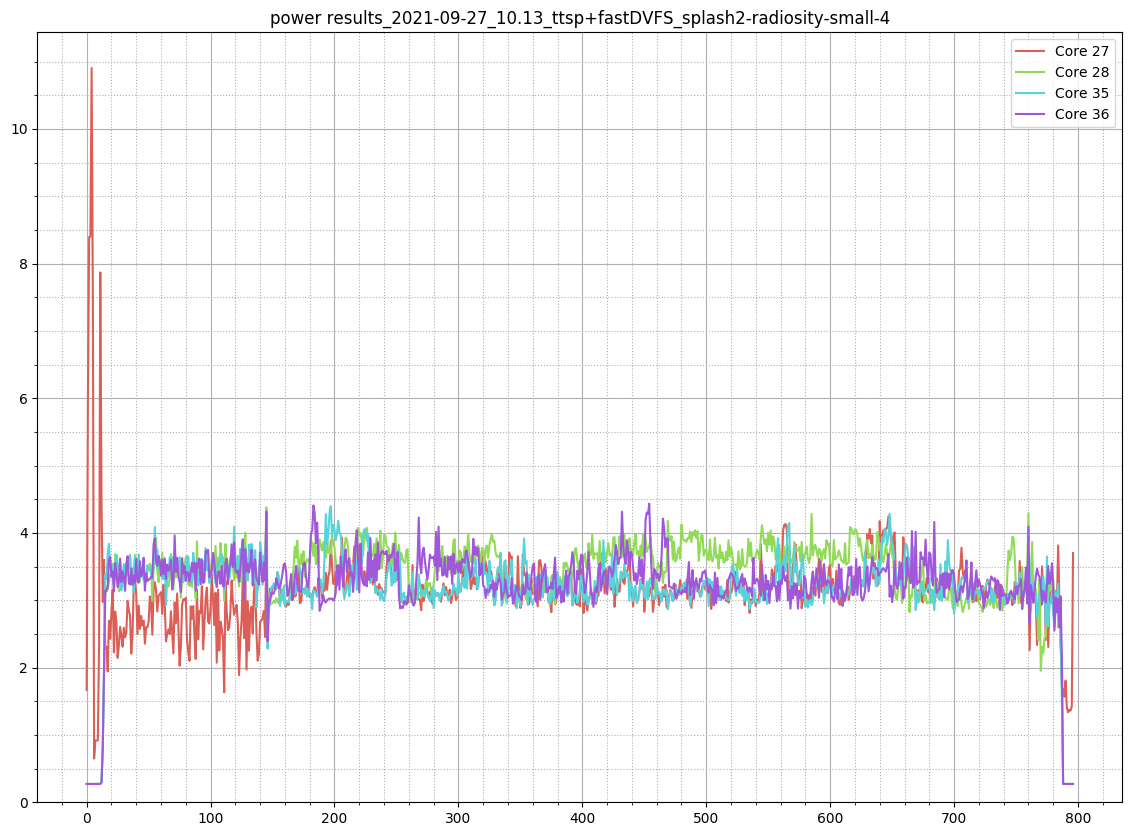 power results_2021-09-27_10.13_ttsp+fastDVFS_splash2-radiosity-small-4
Core 27
Core 28
Core 35
Core 36
10
8
6
4
2
0
0 100 200 300 400 500 600 700 800